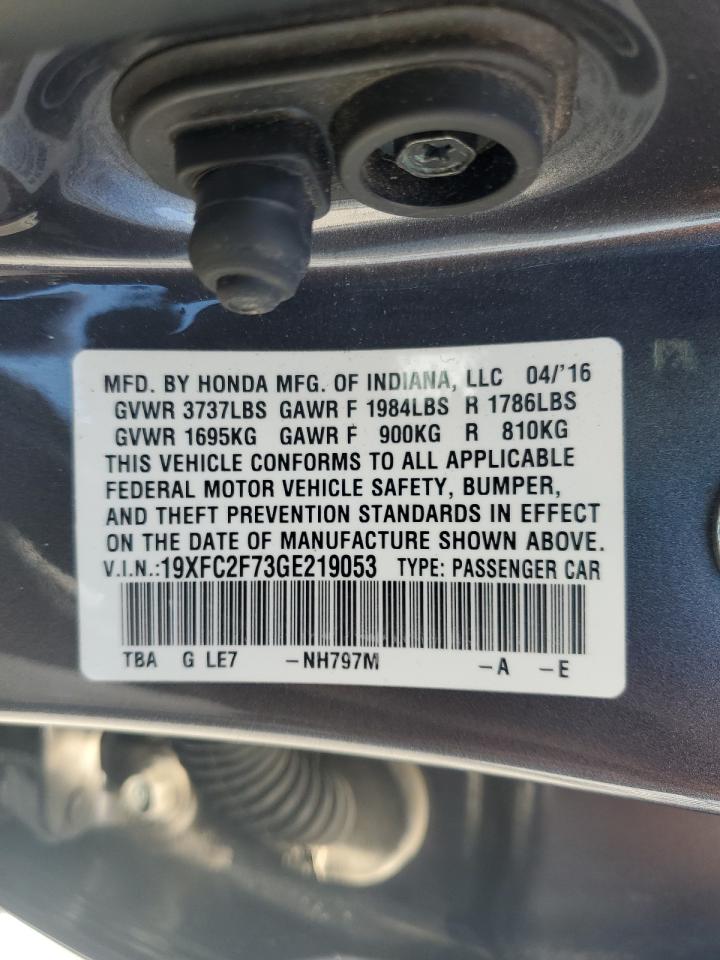 MFD. BY HONDA MFG. OF INDIANA, LLC 04/'16
GVWR 3737LBS GAWR F 1984LBS R 1786LBS
GVWR 1695KG GAWR F 900KG R 810KG
THIS VEHICLE CONFORMS TO ALL APPLICABLE
FEDERAL MOTOR VEHICLE SAFETY, BUMPER,
AND THEFT PREVENTION STANDARDS IN EFFECT
ON THE DATE OF MANUFACTURE SHOWN ABOVE.
V.I.N.:19XFC2F73GE219053 TYPE: PASSENGER CAR
TBA G LE7 -NH797M -A -E